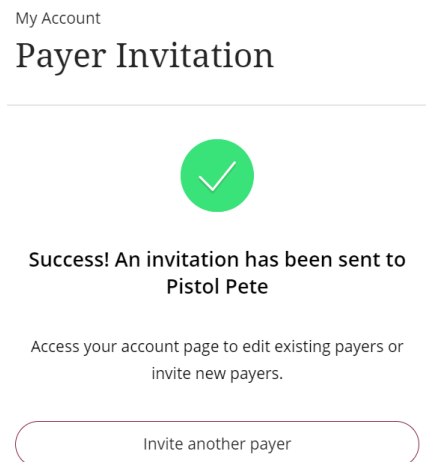 My Account
Payer Invitation
Success! An invitation has been sent to
Pistol Pete
Access your account page to edit existing payers or
invite new payers.
Invite another payer